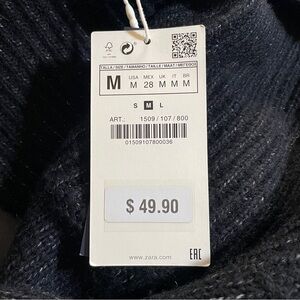 TALLA / SIZE / TAMANHO / TAILLE / MAAT / ΜΕΓΕΘΟΣ
M USA MEX UK IT BR
M 28 M M M
S M L
ART.: 1509 / 107 / 800
01509107800036
$ 49.90
www.zara.com
EAC